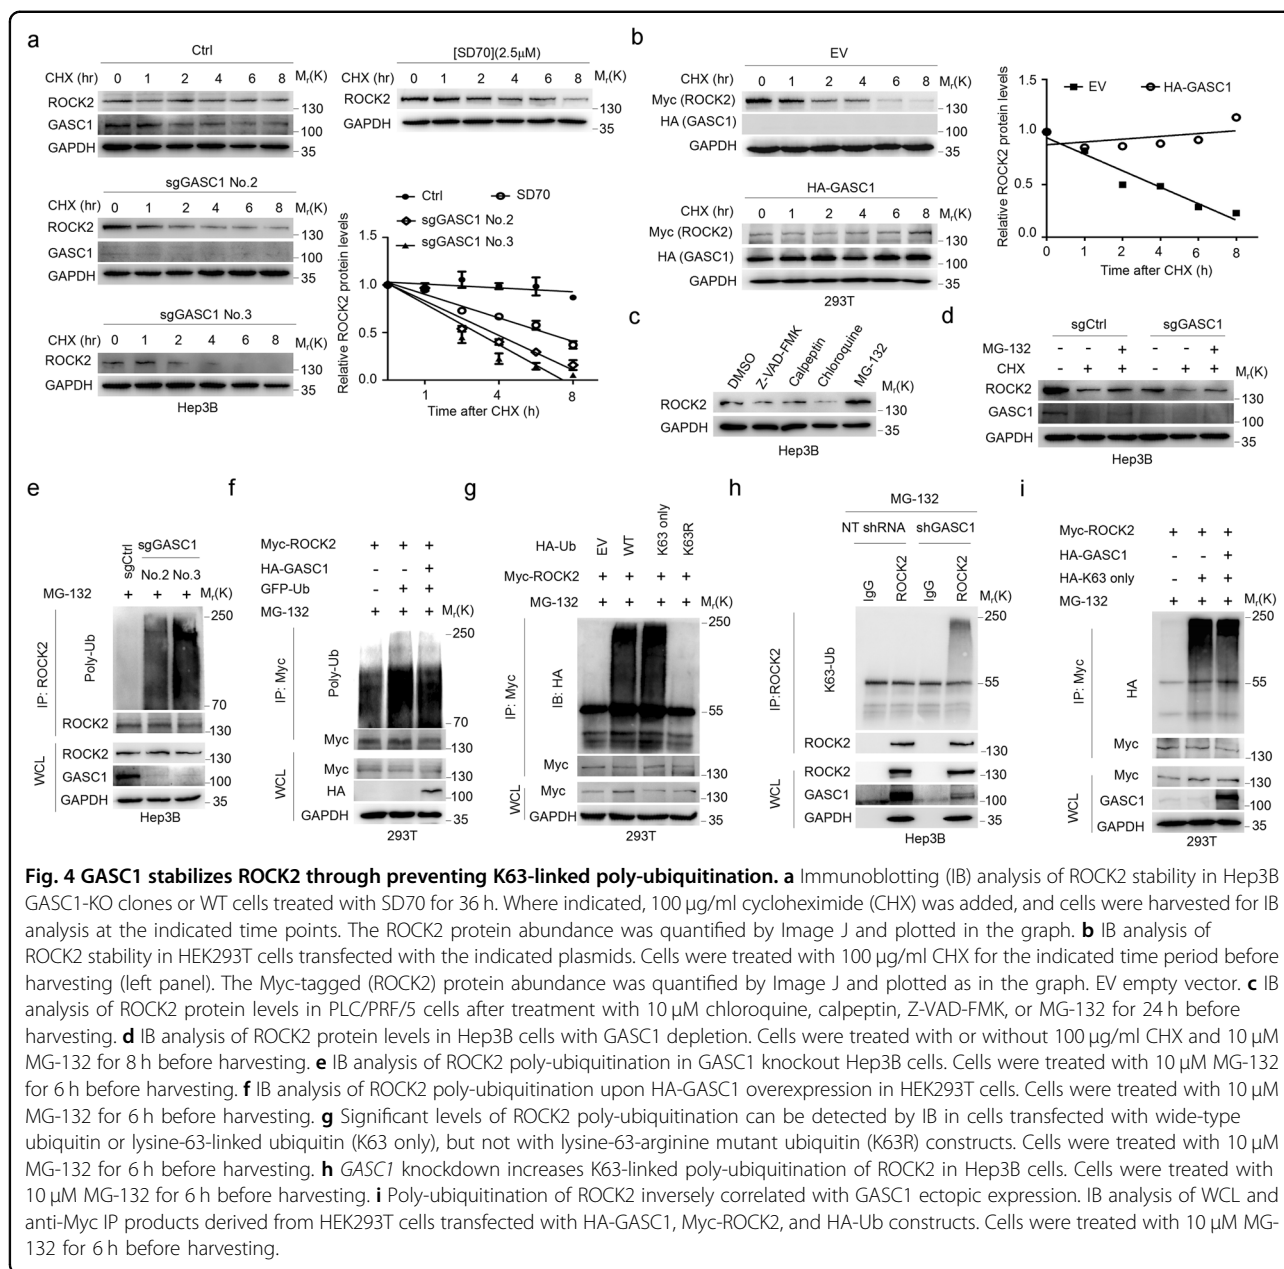 a
Ctrl
CHX (hr) 0 1 2 4 6 8 Mr(K)
ROCK2
130
GASC1
100
GAPDH
35
[SD70](2.5μM)
CHX (hr) 0 1 2 4 6 8 Mr(K)
ROCK2
130
GAPDH
35
sgGASC1 No.2
CHX (hr) 0 1 2 4 6 8 Mr(K)
ROCK2
130
GASC1
100
GAPDH
35
sgGASC1 No.3
CHX (hr) 0 1 2 4 6 8 Mr(K)
ROCK2
130
GAPDH
35
Hep3B
Ctrl SD70
sgGASC1 No.2
sgGASC1 No.3
Relative ROCK2 protein levels
1.5
1.0
0.5
0.0
1 4 8
Time after CHX (h)
b
EV
CHX (hr) 0 1 2 4 6 8 Mr(K)
Myc (ROCK2)
130
HA (GASC1)
100
GAPDH
35
HA-GASC1
CHX (hr) 0 1 2 4 6 8 Mr(K)
Myc (ROCK2)
130
HA (GASC1)
100
GAPDH
35
293T
EV HA-GASC1
Relative ROCK2 protein levels
1.5
1.0
0.5
0.0
0 1 2 4 6 8
Time after CHX (h)
c
DMSO Z-VAD-FMK Calpeptin Chloroquine MG-132
Mr(K)
ROCK2
130
GAPDH
35
Hep3B
d
sgCtrl sgGASC1
MG-132 - - + - - +
CHX - + + - + + Mr(K)
ROCK2
130
GASC1
100
GAPDH
35
Hep3B
e
sgCtrl sgGASC1
No.2 No.3
MG-132 + + + Mr(K)
250
IP: ROCK2
Poly-Ub
70
ROCK2
130
WCL
ROCK2
130
GASC1
100
GAPDH
35
Hep3B
f
Myc-ROCK2 + + +
HA-GASC1 - - +
GFP-Ub - + +
MG-132 + + + Mr(K)
250
IP: Myc
Poly-Ub
70
Myc
130
WCL
Myc
130
HA
100
GAPDH
35
293T
g
HA-Ub EV WT K63 only K63R
Myc-ROCK2 + + + +
MG-132 + + + + Mr(K)
250
IP: Myc
IB: HA
55
Myc
130
WCL
Myc
130
GAPDH
35
293T
h
MG-132
NT shRNA shGASC1
IgG ROCK2 IgG ROCK2
Mr(K)
250
IP:ROCK2
K63-Ub
55
ROCK2
130
WCL
ROCK2
130
GASC1
100
GAPDH
35
Hep3B
i
Myc-ROCK2 + + +
HA-GASC1 - - +
HA-K63 only - + +
MG-132 + + + Mr(K)
250
IP: Myc
HA
55
Myc
130
WCL
Myc
130
GASC1
100
GAPDH
35
293T
Fig. 4 GASC1 stabilizes ROCK2 through preventing K63-linked poly-ubiquitination. a Immunoblotting (IB) analysis of ROCK2 stability in Hep3B
GASC1-KO clones or WT cells treated with SD70 for 36 h. Where indicated, 100 μg/ml cycloheximide (CHX) was added, and cells were harvested for IB
analysis at the indicated time points. The ROCK2 protein abundance was quantified by Image J and plotted in the graph. b IB analysis of
ROCK2 stability in HEK293T cells transfected with the indicated plasmids. Cells were treated with 100 μg/ml CHX for the indicated time period before
harvesting (left panel). The Myc-tagged (ROCK2) protein abundance was quantified by Image J and plotted as in the graph. EV empty vector. c IB
analysis of ROCK2 protein levels in PLC/PRF/5 cells after treatment with 10 μM chloroquine, calpeptin, Z-VAD-FMK, or MG-132 for 24 h before
harvesting. d IB analysis of ROCK2 protein levels in Hep3B cells with GASC1 depletion. Cells were treated with or without 100 μg/ml CHX and 10 μM
MG-132 for 8 h before harvesting. e IB analysis of ROCK2 poly-ubiquitination in GASC1 knockout Hep3B cells. Cells were treated with 10 μM MG-132
for 6 h before harvesting. f IB analysis of ROCK2 poly-ubiquitination upon HA-GASC1 overexpression in HEK293T cells. Cells were treated with 10 μM
MG-132 for 6 h before harvesting. g Significant levels of ROCK2 poly-ubiquitination can be detected by IB in cells transfected with wide-type
ubiquitin or lysine-63-linked ubiquitin (K63 only), but not with lysine-63-arginine mutant ubiquitin (K63R) constructs. Cells were treated with 10 μM
MG-132 for 6 h before harvesting. h GASC1 knockdown increases K63-linked poly-ubiquitination of ROCK2 in Hep3B cells. Cells were treated with
10 μM MG-132 for 6 h before harvesting. i Poly-ubiquitination of ROCK2 inversely correlated with GASC1 ectopic expression. IB analysis of WCL and
anti-Myc IP products derived from HEK293T cells transfected with HA-GASC1, Myc-ROCK2, and HA-Ub constructs. Cells were treated with 10 μM MG-
132 for 6 h before harvesting.